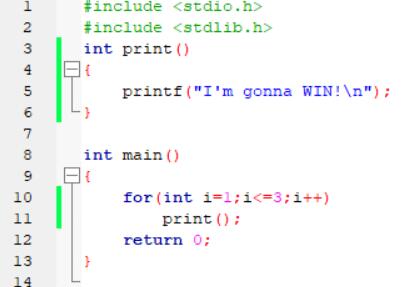 1 #include <stdio.h>
2 #include <stdlib.h>
3 int print()
4 {
5 printf("I'm gonna WIN!\n");
6 }
7
8 int main()
9 {
10 for(int i=1;i<=3;i++)
11 print();
12 return 0;
13 }
14